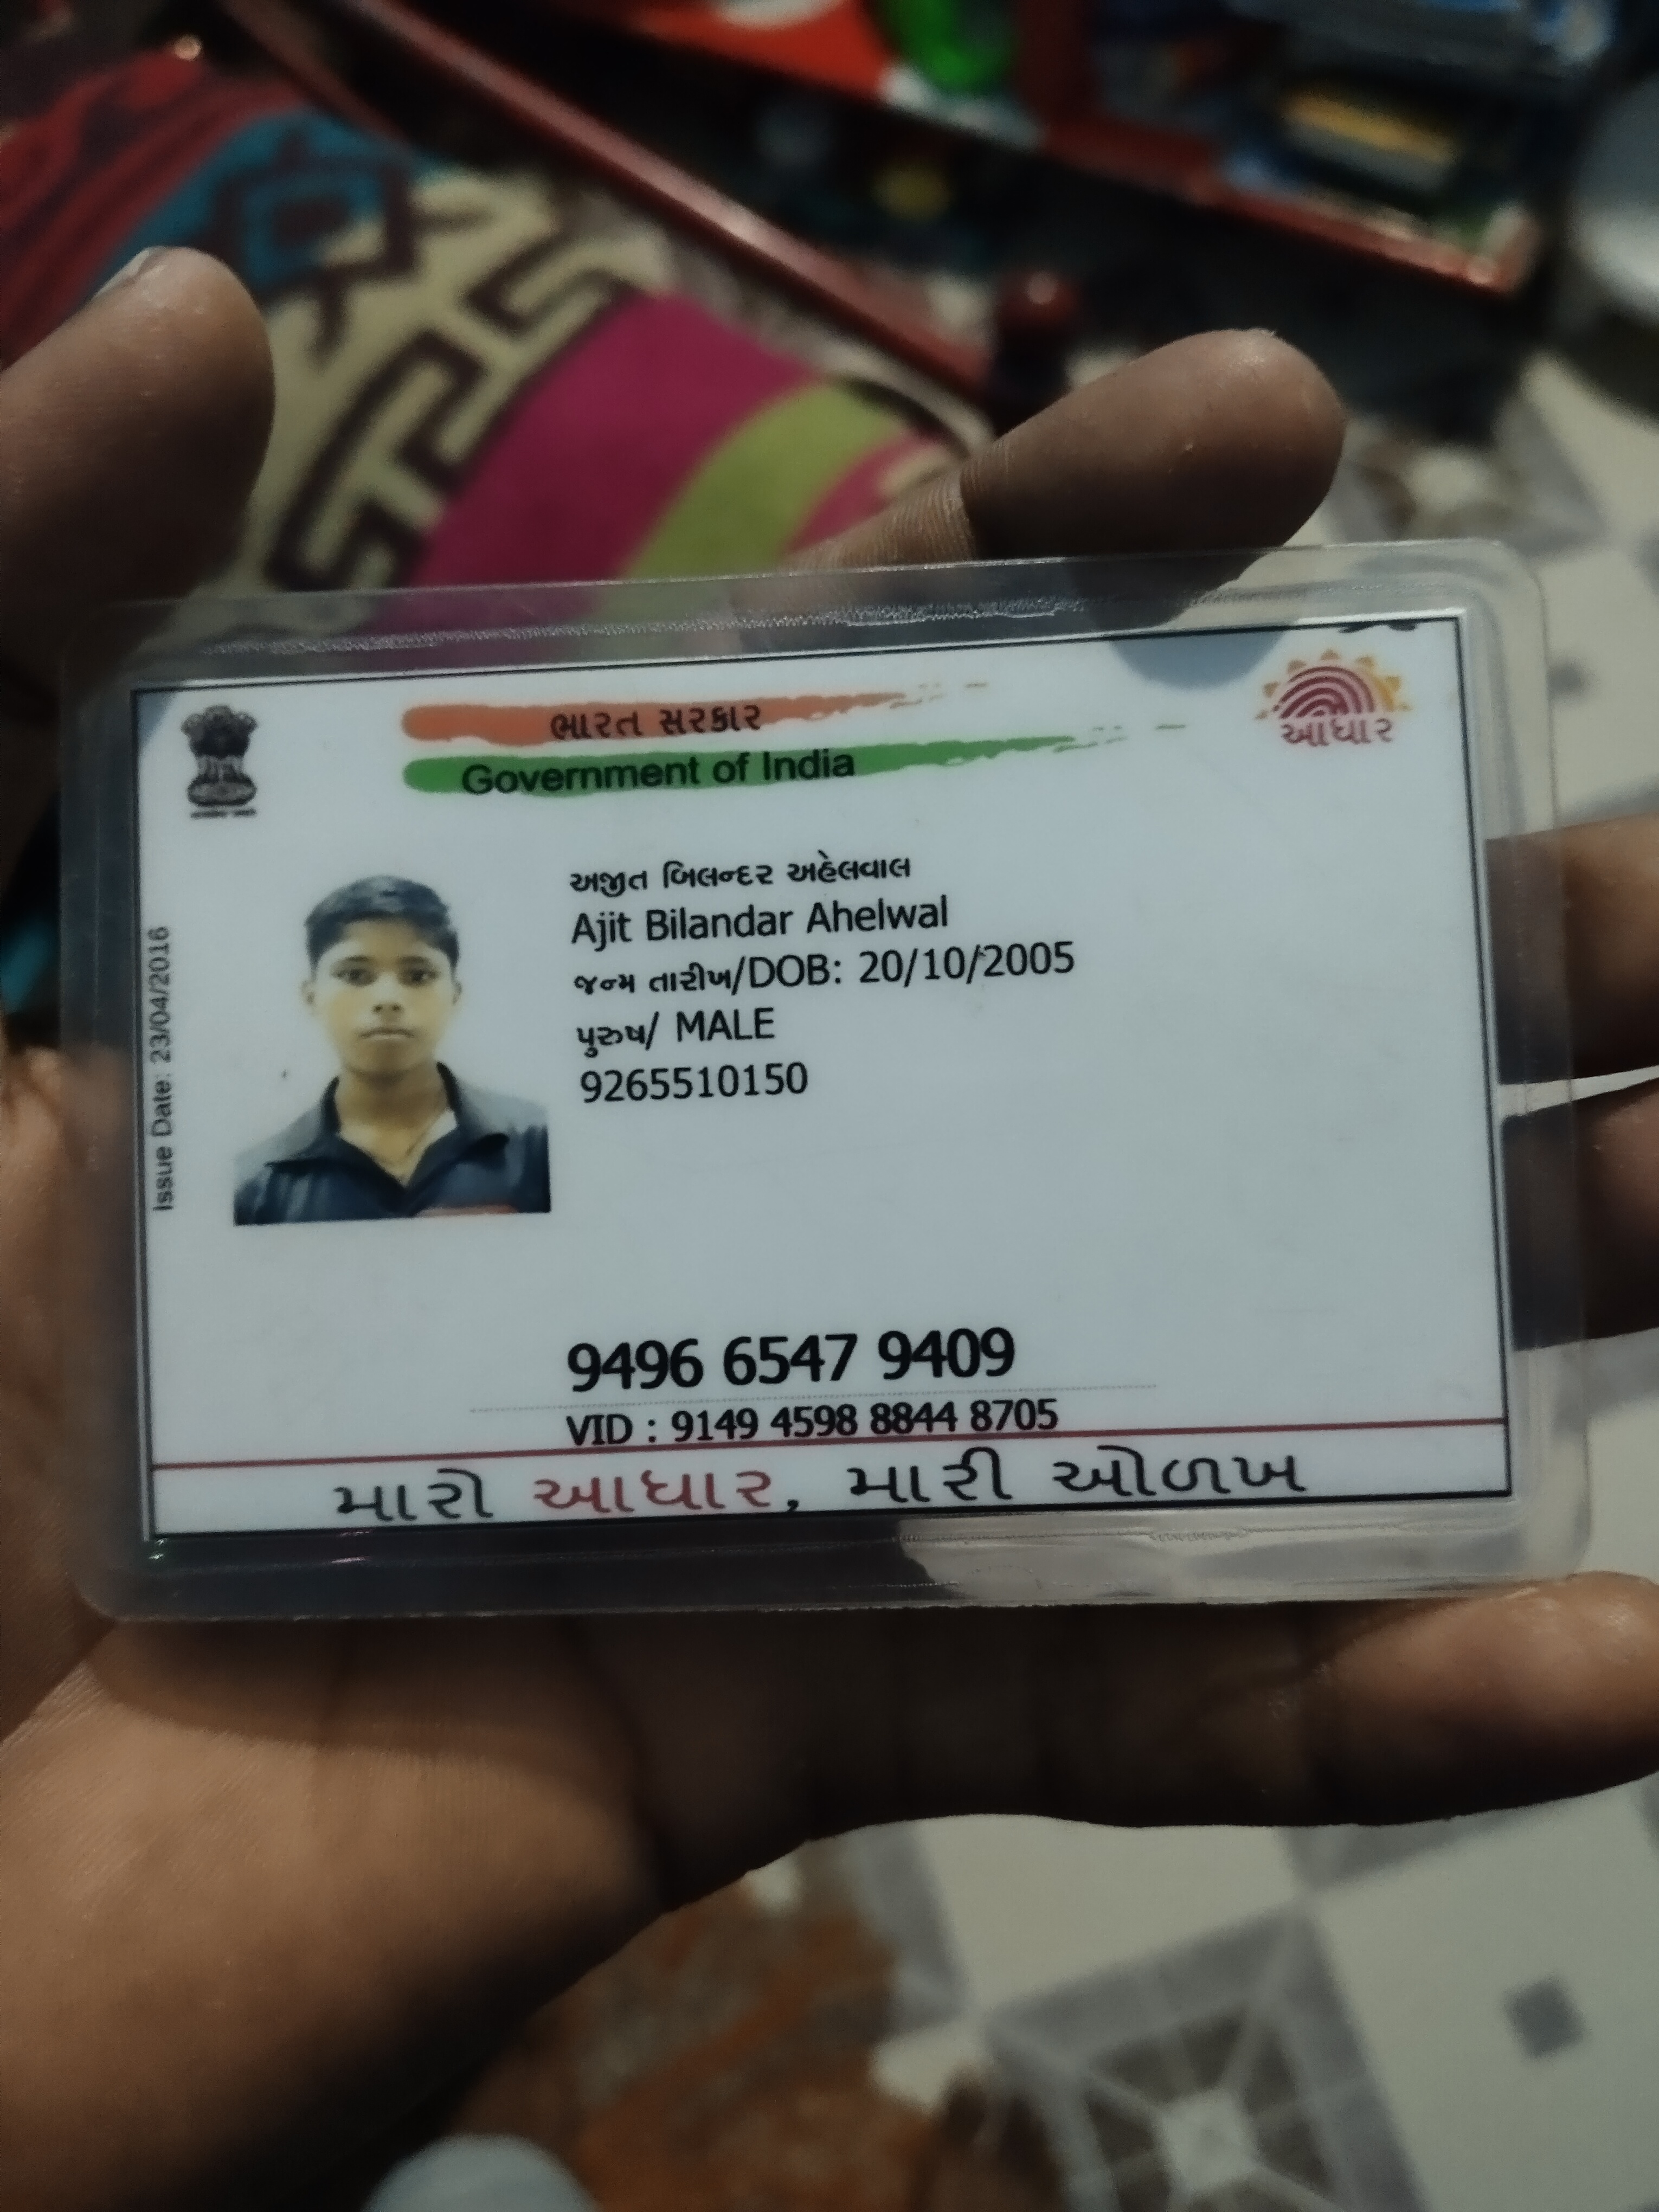 ભારત સરકાર
Government of India
આધાર
Issue Date: 23/04/2016
અજીત બિલન્દર અહેલવાલ
Ajit Bilandar Ahelwal
જન્મ તારીખ/DOB: 20/10/2005
પુરુષ/ MALE
9265510150
9496 6547 9409
VID : 9149 4598 8844 8705
મારો આધાર, મારી ઓળખ